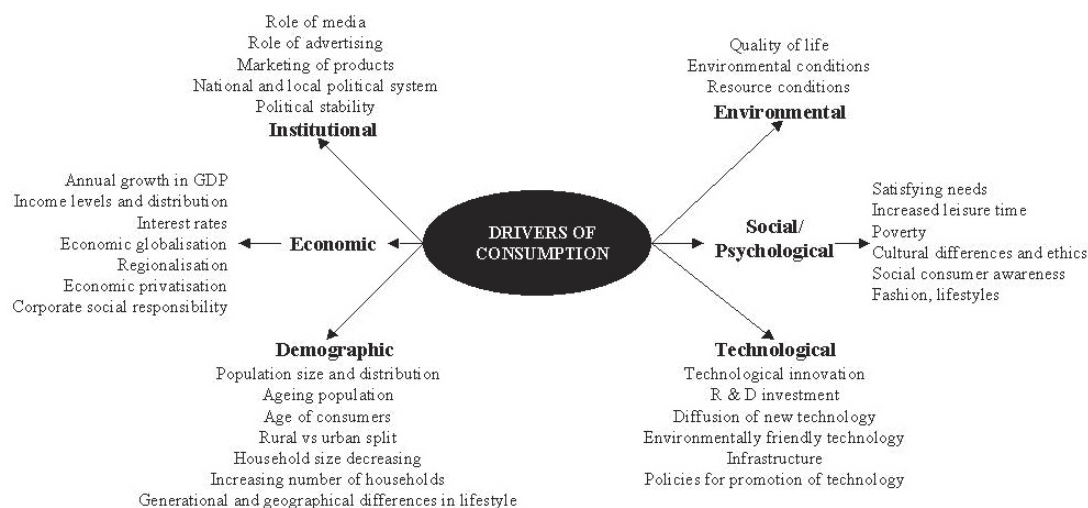 Role of media
Role of advertising
Marketing of products
National and local political system
Political stability
Institutional
Quality of life
Environmental conditions
Resource conditions
Environmental
Annual growth in GDP
Income levels and distribution
Interest rates
Economic globalisation
Regionalisation
Economic privatisation
Corporate social responsibility
Economic
DRIVERS OF
CONSUMPTION
Social/
Psychological
Satisfying needs
Increased leisure time
Poverty
Cultural differences and ethics
Social consumer awareness
Fashion, lifestyles
Demographic
Population size and distribution
Ageing population
Age of consumers
Rural vs urban split
Household size decreasing
Increasing number of households
Generational and geographical differences in lifestyle
Technological
Technological innovation
R & D investment
Diffusion of new technology
Environmentally friendly technology
Infrastructure
Policies for promotion of technology